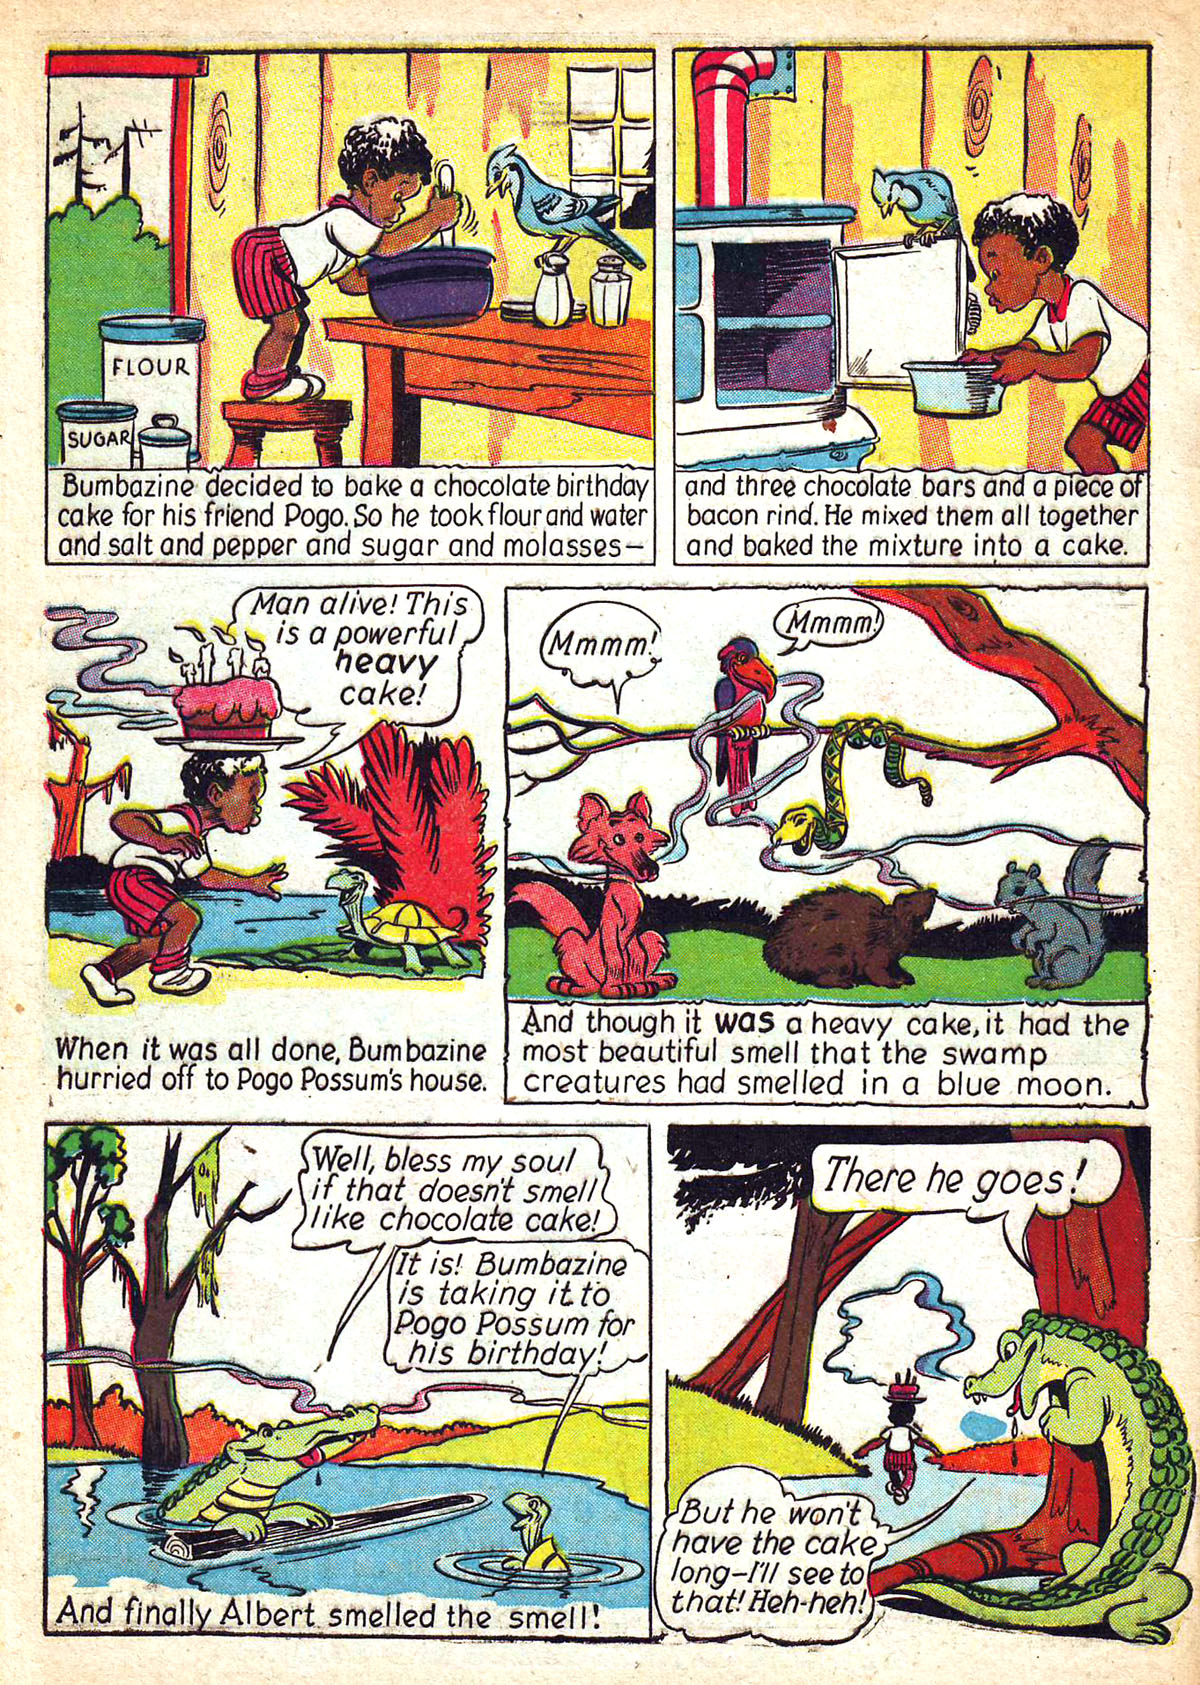 FLOUR
SUGAR
Bumbazine decided to bake a chocolate birthday
cake for his friend Pogo. So he took flour and water
and salt and pepper and sugar and molasses—
and three chocolate bars and a piece of
bacon rind. He mixed them all together
and baked the mixture into a cake.
Man alive! This
is a powerful
heavy
cake!
When it was all done, Bumbazine
hurried off to Pogo Possum's house.
Mmmm!
Mmmm!
And though it was a heavy cake, it had the
most beautiful smell that the swamp
creatures had smelled in a blue moon.
Well, bless my soul
if that doesn't smell
like chocolate cake!
It is! Bumbazine
is taking it to
Pogo Possum for
his birthday!
And finally Albert smelled the smell!
There he goes!
But he won't
have the cake
long—I'll see to
that! Heh-heh!